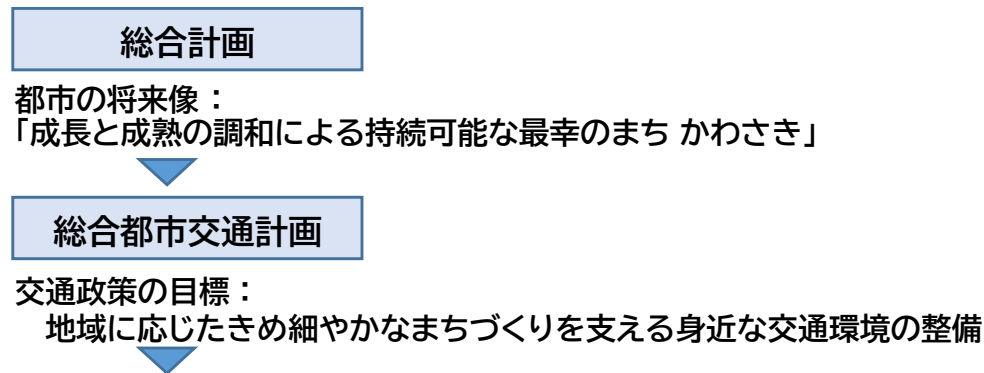 総合計画
都市の将来像：
「成長と成熟の調和による持続可能な最幸のまち かわさき」
総合都市交通計画
交通政策の目標：
地域に応じたきめ細やかなまちづくりを支える身近な交通環境の整備